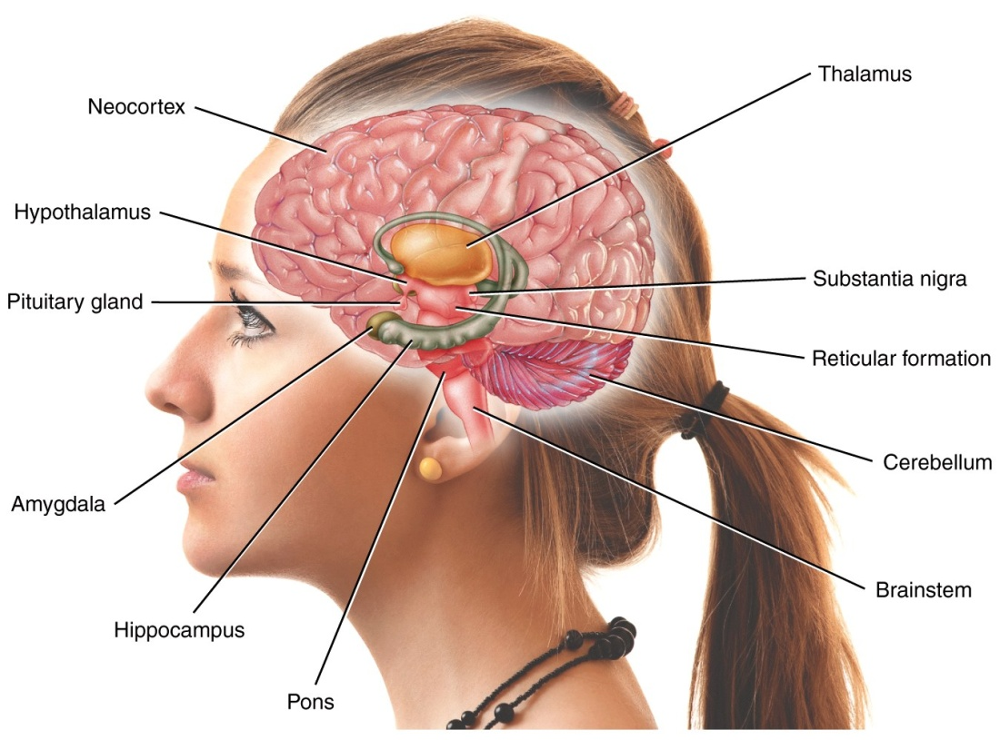 Thalamus
Neocortex
Hypothalamus
Substantia nigra
Pituitary gland
Reticular formation
Cerebellum
Amygdala
Brainstem
Hippocampus
Pons